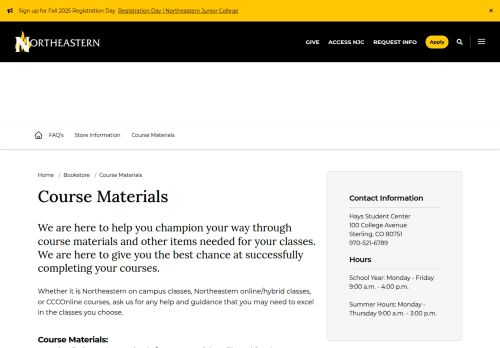 Sign up for Fall 2025 Registration Day Registration Day | Northeastern Junior College ×
NORTHEASTERN GIVE ACCESS NJC REQUEST INFO Apply
FAQ's Store Information Course Materials
Home / Bookstore / Course Materials
Course Materials
We are here to help you champion your way through
course materials and other items needed for your classes.
We are here to give you the best chance at successfully
completing your courses.
Whether it is Northeastern on campus classes, Northeastern online/hybrid classes,
or CCCOnline courses, ask us for any help and guidance that you may need to excel
in the classes you choose.
Course Materials:
Contact Information
Hays Student Center
100 College Avenue
Sterling, CO 80751
970-521-6789
Hours
School Year: Monday - Friday
9:00 a.m. - 4:00 p.m.
Summer Hours: Monday -
Thursday 9:00 a.m. - 3:00 p.m.